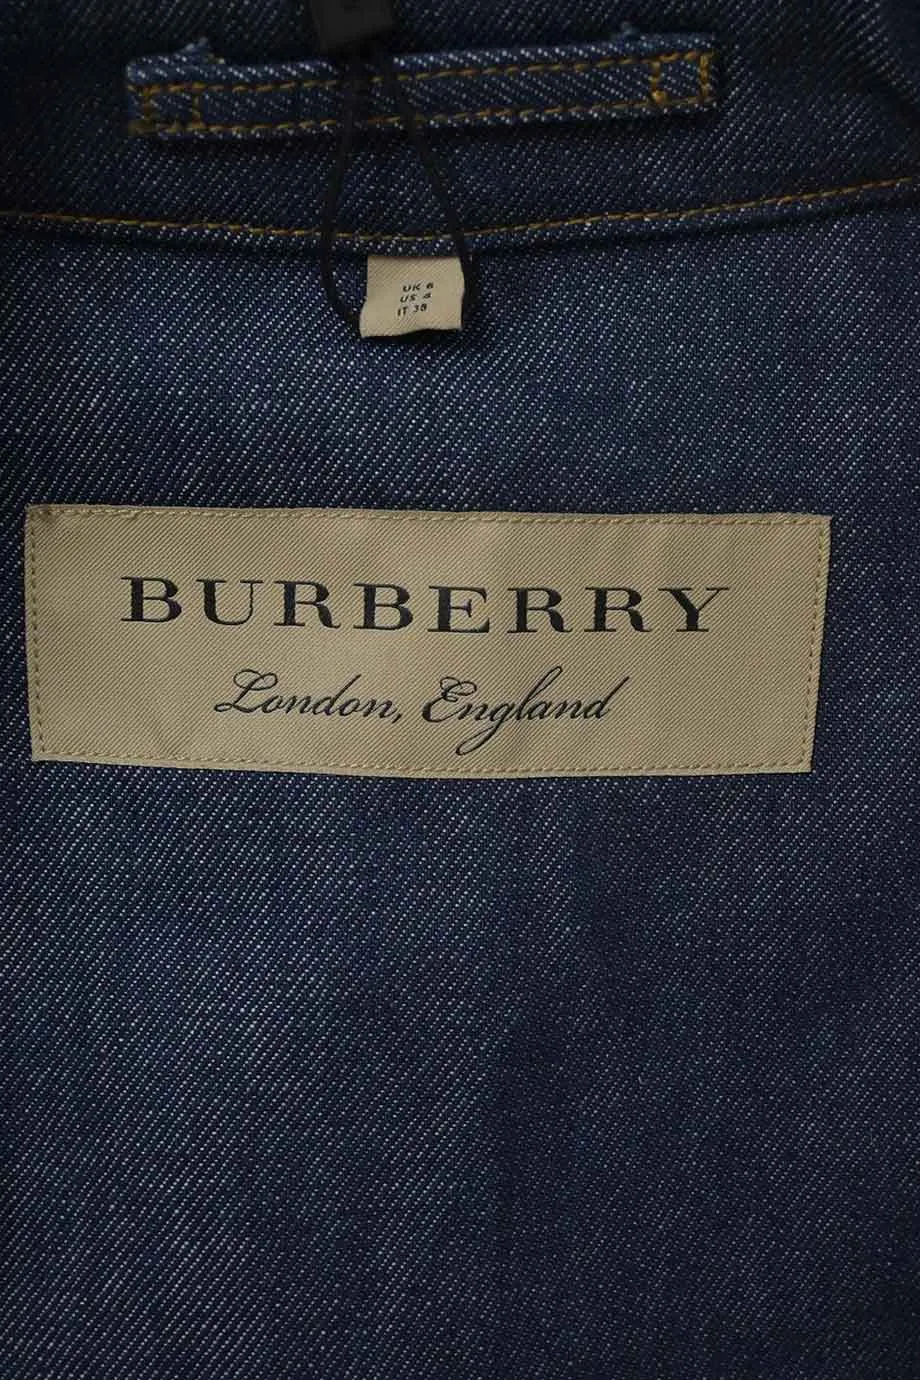 UK 6
US 4
IT 38
BURBERRY
London, England